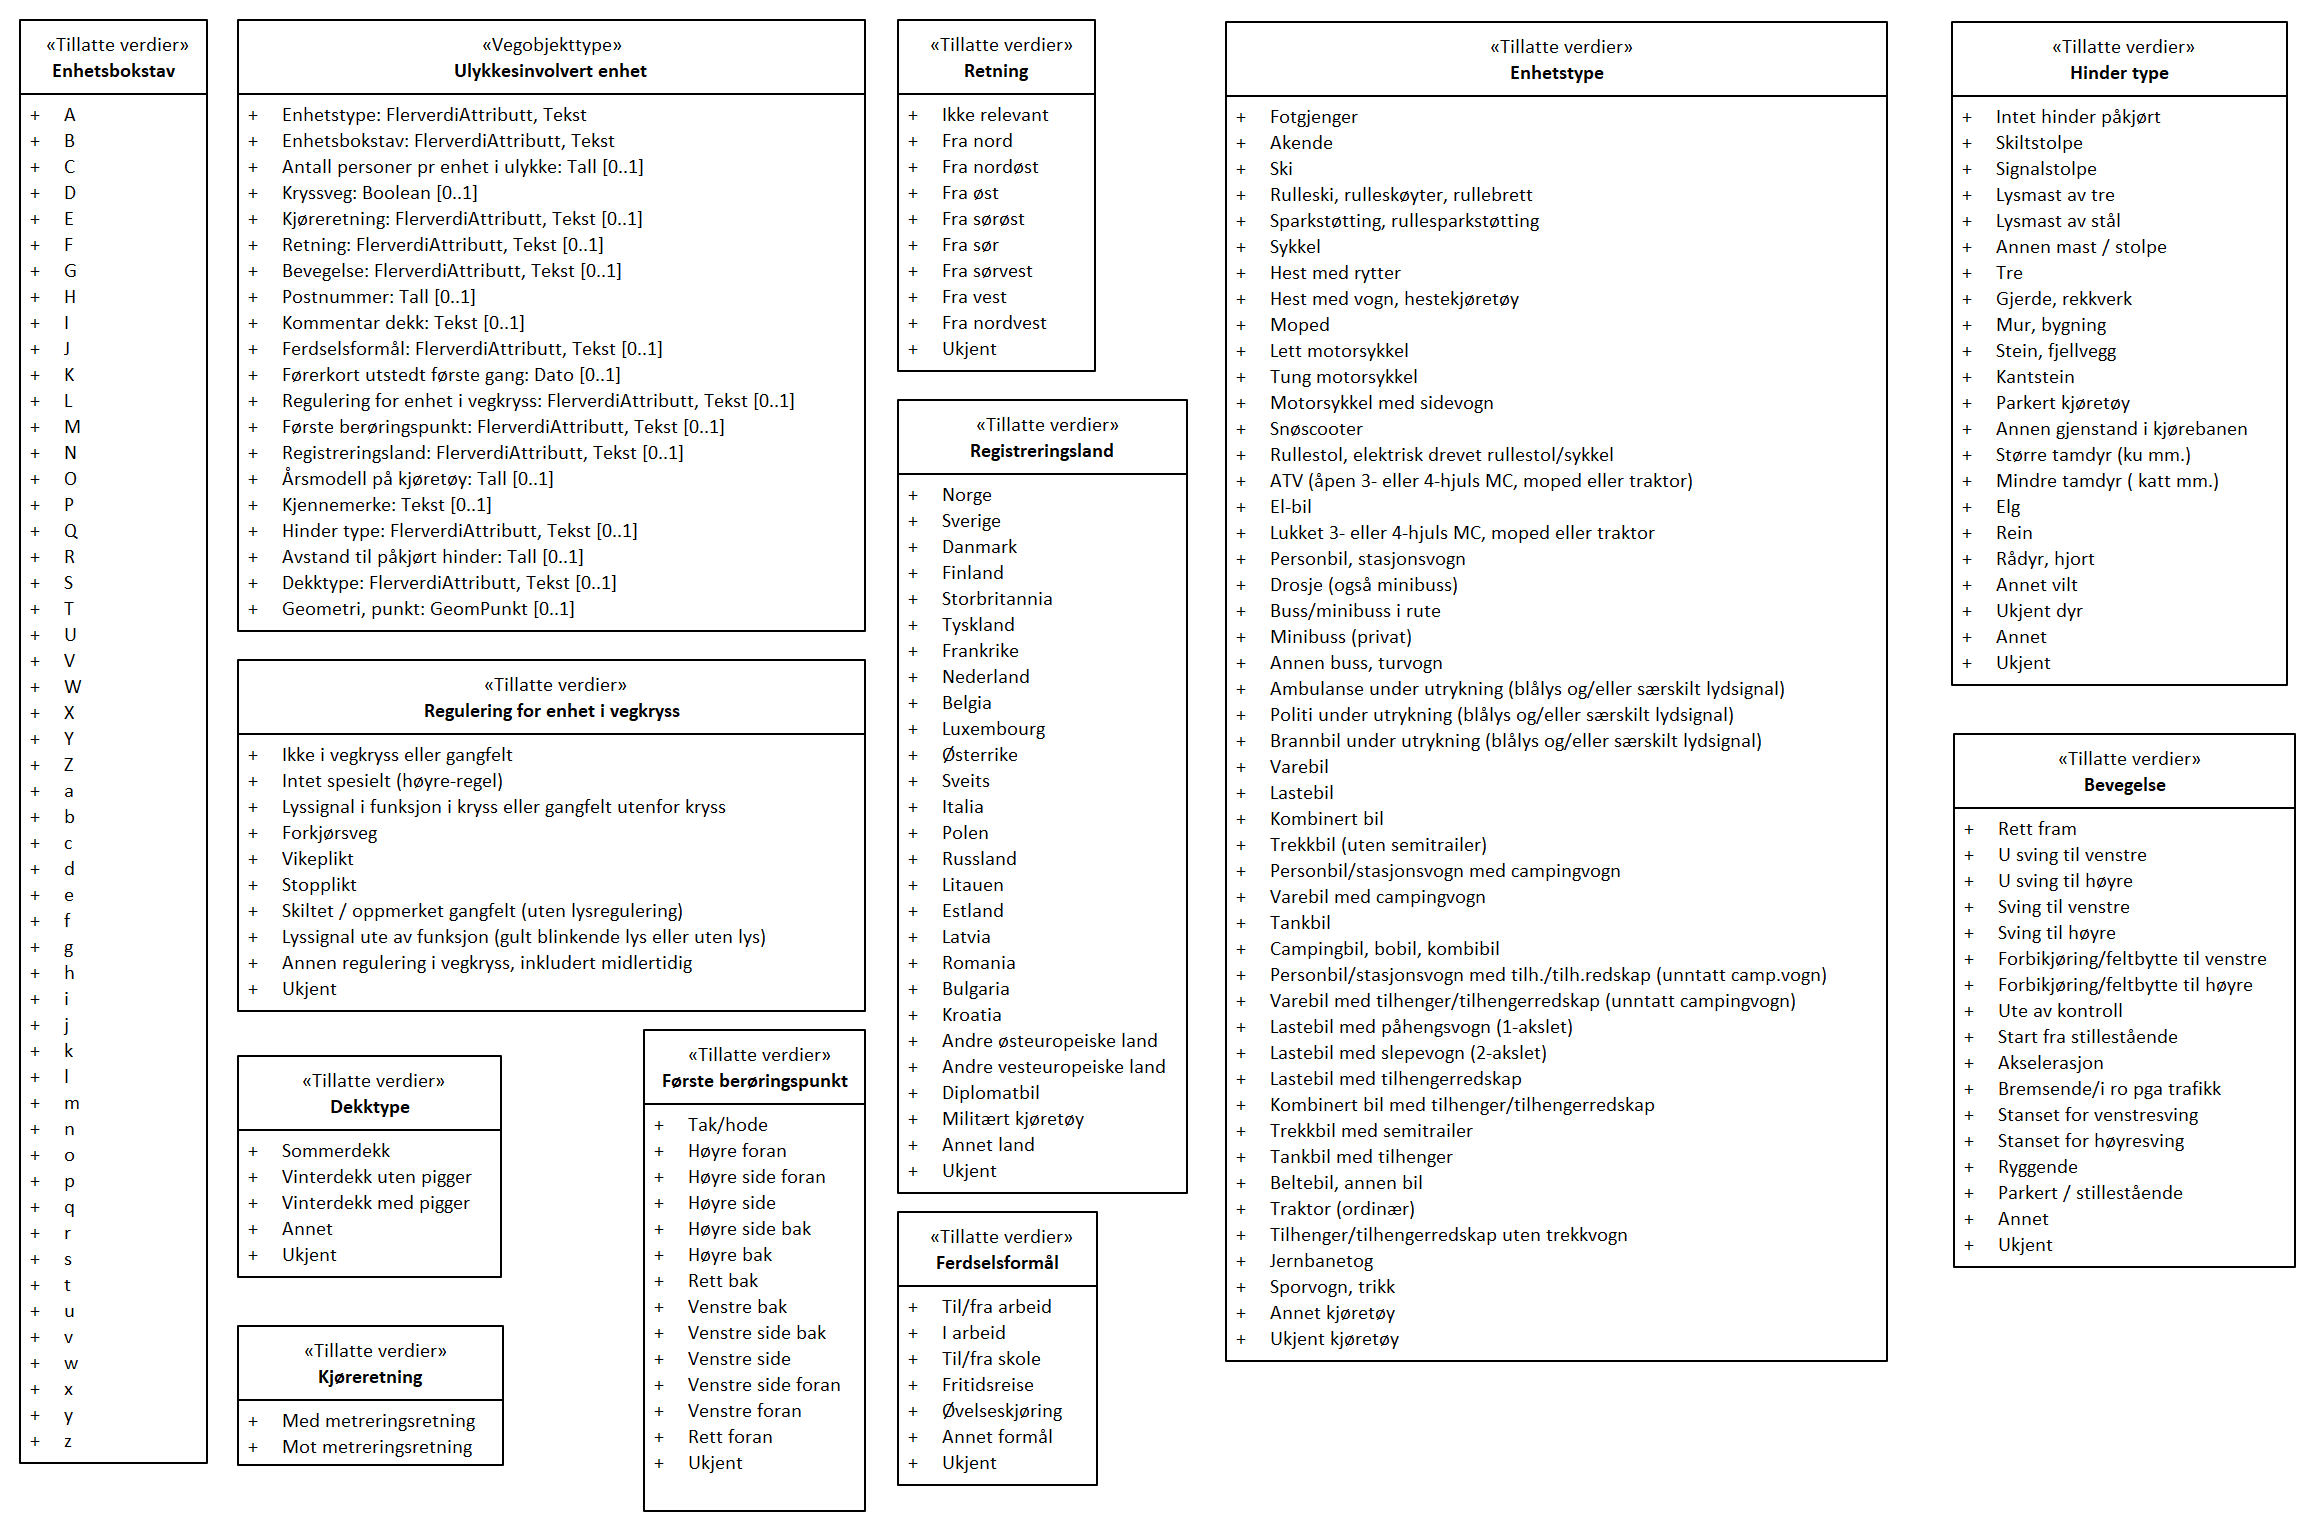 «Tillatte verdier»
Enhetsbokstav
+ A
+ B
+ C
+ D
+ E
+ F
+ G
+ H
+ I
+ J
+ K
+ L
+ M
+ N
+ O
+ P
+ Q
+ R
+ S
+ T
+ U
+ V
+ W
+ X
+ Y
+ Z
+ a
+ b
+ c
+ d
+ e
+ f
+ g
+ h
+ i
+ j
+ k
+ l
+ m
+ n
+ o
+ p
+ q
+ r
+ s
+ t
+ u
+ v
+ w
+ x
+ y
+ z
«Vegobjekttype»
Ulykkesinvolvert enhet
+ Enhetstype: FlerverdiAttributt, Tekst
+ Enhetsbokstav: FlerverdiAttributt, Tekst
+ Antall personer pr enhet i ulykke: Tall [0..1]
+ Kryssveg: Boolean [0..1]
+ Kjøreretning: FlerverdiAttributt, Tekst [0..1]
+ Retning: FlerverdiAttributt, Tekst [0..1]
+ Bevegelse: FlerverdiAttributt, Tekst [0..1]
+ Postnummer: Tall [0..1]
+ Kommentar dekk: Tekst [0..1]
+ Ferdselsformål: FlerverdiAttributt, Tekst [0..1]
+ Førerkort utstedt første gang: Dato [0..1]
+ Regulering for enhet i vegkryss: FlerverdiAttributt, Tekst [0..1]
+ Første berøringspunkt: FlerverdiAttributt, Tekst [0..1]
+ Registreringsland: FlerverdiAttributt, Tekst [0..1]
+ Årsmodell på kjøretøy: Tall [0..1]
+ Kjennemerke: Tekst [0..1]
+ Hinder type: FlerverdiAttributt, Tekst [0..1]
+ Avstand til påkjørt hinder: Tall [0..1]
+ Dekktype: FlerverdiAttributt, Tekst [0..1]
+ Geometri, punkt: GeomPunkt [0..1]
«Tillatte verdier»
Regulering for enhet i vegkryss
+ Ikke i vegkryss eller gangfelt
+ Intet spesielt (høyre-regel)
+ Lyssignal i funksjon i kryss eller gangfelt utenfor kryss
+ Forkjørsveg
+ Vikeplikt
+ Stopplikt
+ Skiltet / oppmerket gangfelt (uten lysregulering)
+ Lyssignal ute av funksjon (gult blinkende lys eller uten lys)
+ Annen regulering i vegkryss, inkludert midlertidig
+ Ukjent
«Tillatte verdier»
Dekktype
+ Sommerdekk
+ Vinterdekk uten pigger
+ Vinterdekk med pigger
+ Annet
+ Ukjent
«Tillatte verdier»
Kjøreretning
+ Med metreringsretning
+ Mot metreringsretning
«Tillatte verdier»
Første berøringspunkt
+ Tak/hode
+ Høyre foran
+ Høyre side foran
+ Høyre side
+ Høyre side bak
+ Høyre bak
+ Rett bak
+ Venstre bak
+ Venstre side bak
+ Venstre side
+ Venstre side foran
+ Venstre foran
+ Rett foran
+ Ukjent
«Tillatte verdier»
Retning
+ Ikke relevant
+ Fra nord
+ Fra nordøst
+ Fra øst
+ Fra sørøst
+ Fra sør
+ Fra sørvest
+ Fra vest
+ Fra nordvest
+ Ukjent
«Tillatte verdier»
Registreringsland
+ Norge
+ Sverige
+ Danmark
+ Finland
+ Storbritannia
+ Tyskland
+ Frankrike
+ Nederland
+ Belgia
+ Luxembourg
+ Østerrike
+ Sveits
+ Italia
+ Polen
+ Russland
+ Litauen
+ Estland
+ Latvia
+ Romania
+ Bulgaria
+ Kroatia
+ Andre østeuropeiske land
+ Andre vesteuropeiske land
+ Diplomatbil
+ Militært kjøretøy
+ Annet land
+ Ukjent
«Tillatte verdier»
Ferdselsformål
+ Til/fra arbeid
+ I arbeid
+ Til/fra skole
+ Fritidsreise
+ Øvelseskjøring
+ Annet formål
+ Ukjent
«Tillatte verdier»
Enhetstype
+ Fotgjenger
+ Akende
+ Ski
+ Rulleski, rulleskøyter, rullebrett
+ Sparkstøtting, rullesparkstøtting
+ Sykkel
+ Hest med rytter
+ Hest med vogn, hestekjøretøy
+ Moped
+ Lett motorsykkel
+ Tung motorsykkel
+ Motorsykkel med sidevogn
+ Snøscooter
+ Rullestol, elektrisk drevet rullestol/sykkel
+ ATV (åpen 3- eller 4-hjuls MC, moped eller traktor)
+ El-bil
+ Lukket 3- eller 4-hjuls MC, moped eller traktor
+ Personbil, stasjonsvogn
+ Drosje (også minibuss)
+ Buss/minibuss i rute
+ Minibuss (privat)
+ Annen buss, turvogn
+ Ambulanse under utrykning (blålys og/eller særskilt lydsignal)
+ Politi under utrykning (blålys og/eller særskilt lydsignal)
+ Brannbil under utrykning (blålys og/eller særskilt lydsignal)
+ Varebil
+ Lastebil
+ Kombinert bil
+ Trekkbil (uten semitrailer)
+ Personbil/stasjonsvogn med campingvogn
+ Varebil med campingvogn
+ Tankbil
+ Campingbil, bobil, kombibil
+ Personbil/stasjonsvogn med tilh./tilh.redskap (unntatt camp.vogn)
+ Varebil med tilhenger/tilhengerredskap (unntatt campingvogn)
+ Lastebil med påhengsvogn (1-akslet)
+ Lastebil med slepevogn (2-akslet)
+ Lastebil med tilhengerredskap
+ Kombinert bil med tilhenger/tilhengerredskap
+ Trekkbil med semitrailer
+ Tankbil med tilhenger
+ Beltebil, annen bil
+ Traktor (ordinær)
+ Tilhenger/tilhengerredskap uten trekkvogn
+ Jernbanetog
+ Sporvogn, trikk
+ Annet kjøretøy
+ Ukjent kjøretøy
«Tillatte verdier»
Hinder type
+ Intet hinder påkjørt
+ Skiltstolpe
+ Signalstolpe
+ Lysmast av tre
+ Lysmast av stål
+ Annen mast / stolpe
+ Tre
+ Gjerde, rekkverk
+ Mur, bygning
+ Stein, fjellvegg
+ Kantstein
+ Parkert kjøretøy
+ Annen gjenstand i kjørebanen
+ Større tamdyr (ku mm.)
+ Mindre tamdyr ( katt mm.)
+ Elg
+ Rein
+ Rådyr, hjort
+ Annet vilt
+ Ukjent dyr
+ Annet
+ Ukjent
«Tillatte verdier»
Bevegelse
+ Rett fram
+ U sving til venstre
+ U sving til høyre
+ Sving til venstre
+ Sving til høyre
+ Forbikjøring/feltbytte til venstre
+ Forbikjøring/feltbytte til høyre
+ Ute av kontroll
+ Start fra stillestående
+ Akselerasjon
+ Bremsende/i ro pga trafikk
+ Stanset for venstresving
+ Stanset for høyresving
+ Ryggende
+ Parkert / stillestående
+ Annet
+ Ukjent